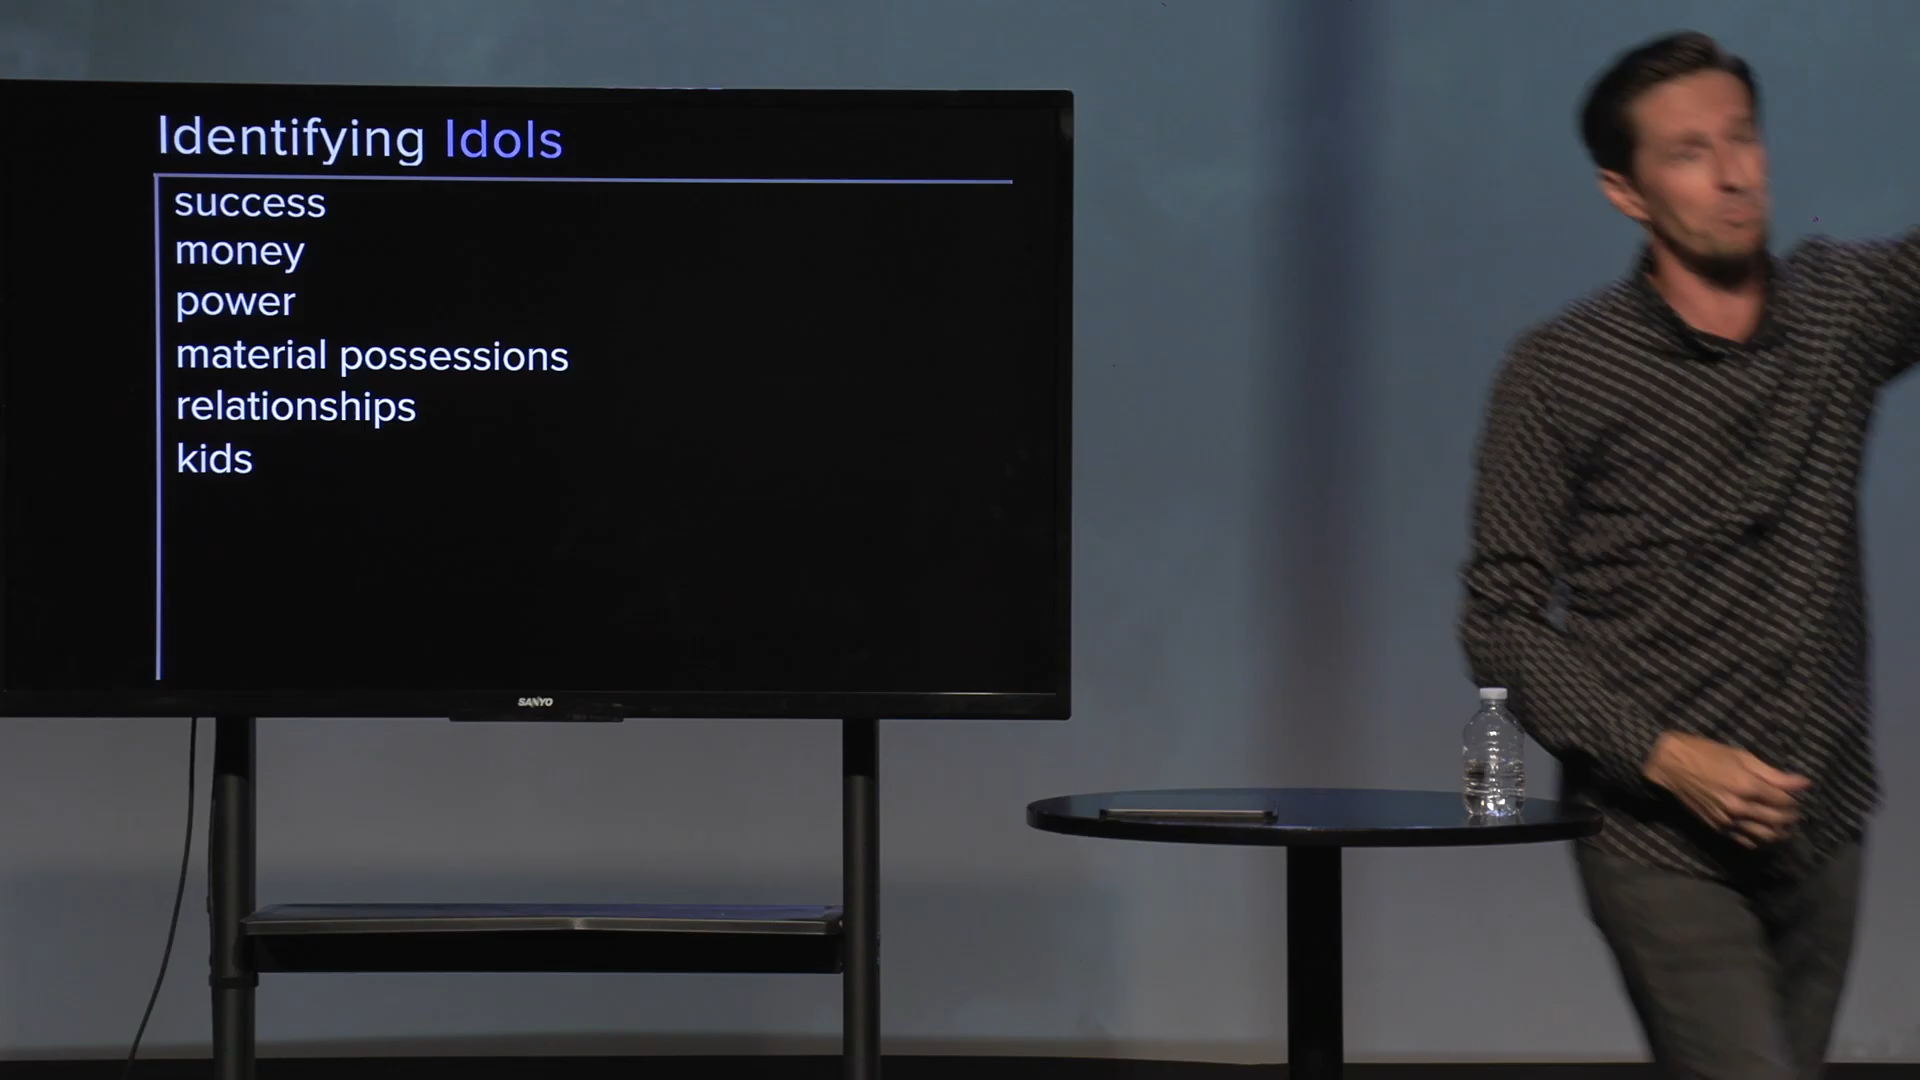 Identifying Idols
success
money
power
material possessions
relationships
kids
SANYO